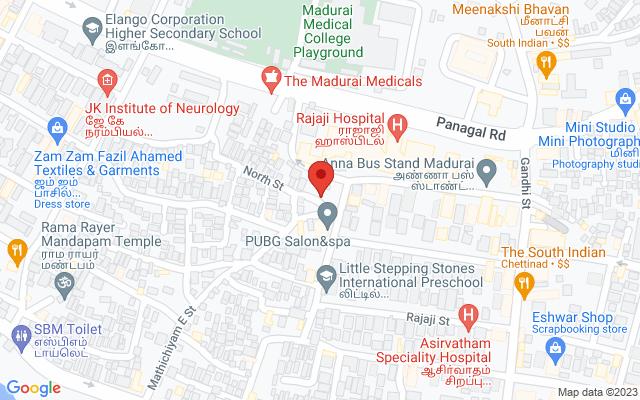 Elango Corporation
Higher Secondary School
இளங்கோ...
Madurai
Medical
College
Playground
Meenakshi Bhavan
மீனாட்சி
பவன்
South Indian • $$
The Madurai Medicals
JK Institute of Neurology
ஜே கே
நரம்பியல்...
Rajaji Hospital
ராஜாஜி
ஹாஸ்பிடல்
Panagal Rd
Mini Studio
Mini Photograph
மினி
Photography studi
Zam Zam Fazil Ahamed
Textiles & Garments
ஜம் ஜம்
பாசில்...
Dress store
Norrh St
Anna Bus Stand Madurai
அண்ணா பஸ்
ஸ்டாண்ட்...
Gandhi St
Rama Rayer
Mandapam Temple
ராம ராயர்
மண்டபம்
PUBG Salon&spa
The South Indian
Chettinad • $$
Little Stepping Stones
International Preschool
லிட்டில்...
Rajaji St
Eshwar Shop
Scrapbooking store
SBM Toilet
எஸ்பிஎம்
டாய்லெட்
Mathichiyam E St
Asirvatham
Speciality Hospital
ஆசிர்வாதம்
சிறப்பு...
Google
Map data ©2023